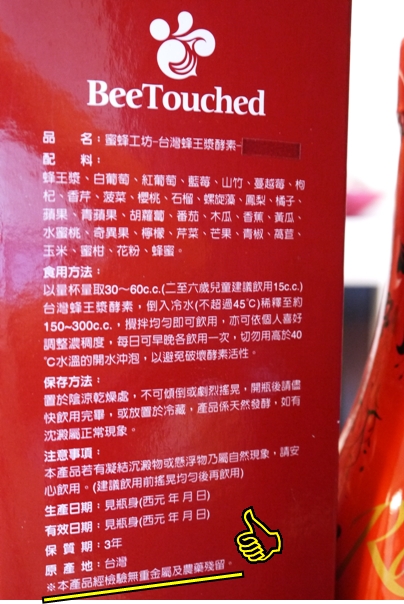 BeeTouched
品　名：蜜蜂工坊-台灣蜂王漿酵素-
配　料：
蜂王漿、白葡萄、紅葡萄、藍莓、山竹、蔓越莓、枸
杞、香芹、菠菜、櫻桃、石榴、螺旋藻、鳳梨、橘子、
蘋果、青蘋果、胡蘿蔔、番茄、木瓜、香蕉、黃瓜、
水蜜桃、奇異果、檸檬、芹菜、芒果、青椒、萵苣、
玉米、蜜柑、花粉、蜂蜜。
食用方法：
以量杯量取30～60c.c.(二至六歲兒童建議飲用15c.c.)
台灣蜂王漿酵素，倒入冷水(不超過45℃)稀釋至約
150~300c.c.，攪拌均勻即可飲用，亦可依個人喜好
調整濃稠度，每日可早晚各飲用一次，切勿用高於40
℃水溫的開水沖泡，以避免破壞酵素活性。
保存方法：
置於陰涼乾燥處，不可傾倒或劇烈搖晃，開瓶後請儘
快飲用完畢，或放置於冷藏，產品係天然發酵，如有
沉澱屬正常現象。
注意事項：
本產品若有凝結沉澱物或懸浮物乃屬自然現象，請安
心飲用。(建議飲用前搖晃均勻後再飲用)
生產日期：見瓶身(西元 年 月 日)
有效日期：見瓶身(西元 年 月 日)
保 質 期：3年
原 產 地：台灣
※本產品經檢驗無重金屬及農藥殘留。